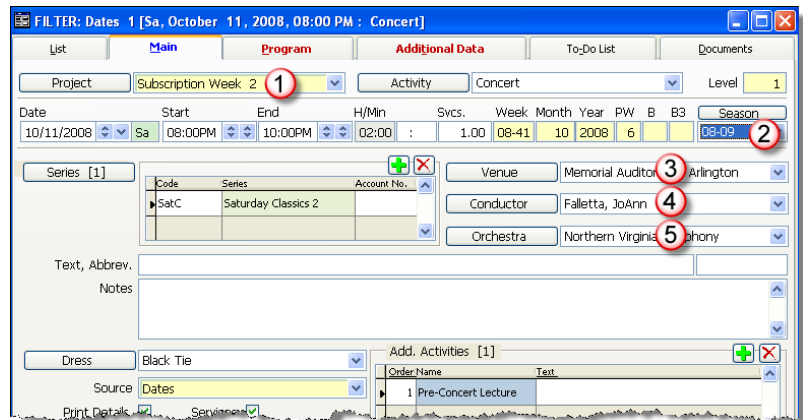 FILTER: Dates 1 [Sa, October 11, 2008, 08:00 PM : Concert]
List Main Program Additional Data To-Do List Documents
Project Subscription Week 2 1 Activity Concert Level 1
Date Start End H/Min Svcs. Week Month Year PW B B3 Season
10/11/2008 Sa 08:00PM 10:00PM 02:00 : 1.00 08-41 10 2008 6 08-09 2
Series [1] Venue Memorial 3 Arlington
Code Series Account No.
SatC Saturday Classics 2 Conductor Falletta, JoAnn 4
Orchestra Northern Virginia 5
Text, Abbrev.
Notes
Dress Black Tie Add. Activities [1]
Order Name Text
Source Dates 1 Pre-Concert Lecture
Print Details